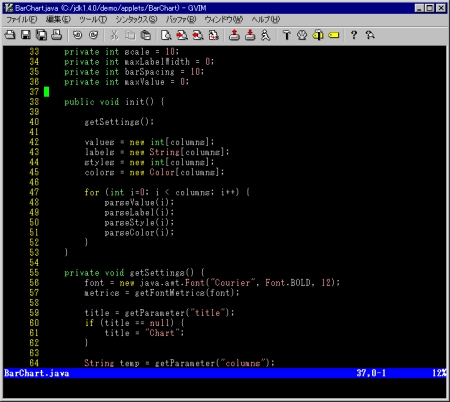 BarChart.java (C:/jdk1.4.0/demo/applets/BarChart) - GVIM
ファイル(F) 編集(E) ツール(T) シンタックス(S) バッファ(B) ウィンドウ(W) ヘルプ(H)
33 private int scale = 10;
34 private int maxLabelWidth = 0;
35 private int barSpacing = 10;
36 private int maxValue = 0;
37
38 public void init() {
39
40 getSettings();
41
42 values = new int[columns];
43 labels = new String[columns];
44 styles = new int[columns];
45 colors = new Color[columns];
46
47 for (int i=0; i < columns; i++) {
48 parseValue(i);
49 parseLabel(i);
50 parseStyle(i);
51 parseColor(i);
52 }
53 }
54
55 private void getSettings() {
56 font = new java.awt.Font("Courier", Font.BOLD, 12);
57 metrics = getFontMetrics(font);
58
59 title = getParameter("title");
60 if (title == null) {
61 title = "Chart";
62 }
63
64 String temp = getParameter("columns");
BarChart.java 37,0-1 12%